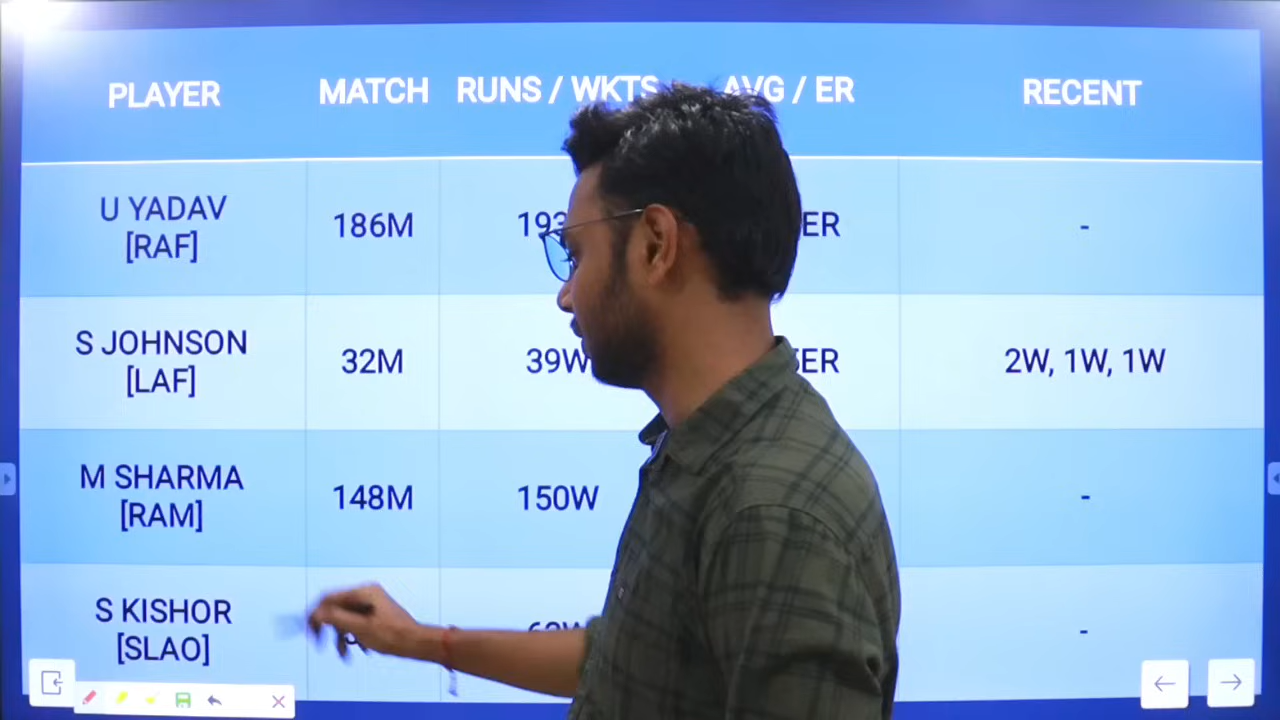 PLAYER MATCH RUNS / WKTS AVG / ER RECENT
U YADAV
[RAF]
186M
ER
-
S JOHNSON
[LAF]
32M
39W
ER
2W, 1W, 1W
M SHARMA
[RAM]
148M
150W
-
S KISHOR
[SLAO]
-